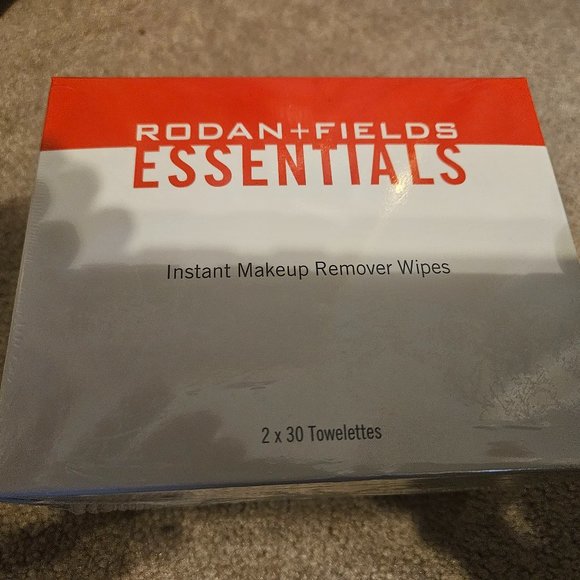 RODAN+FIELDS
ESSENTIALS
Instant Makeup Remover Wipes
2 x 30 Towelettes